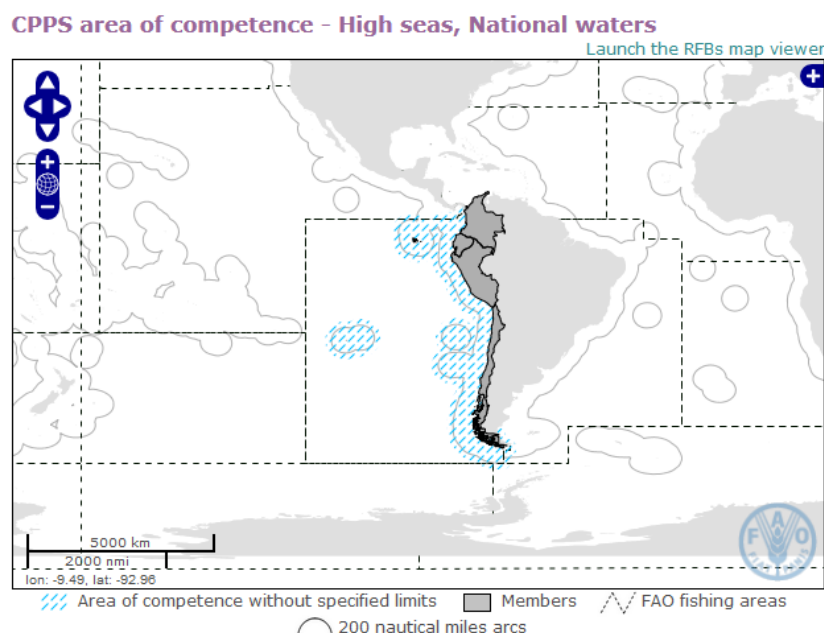 CPPS area of competence - High seas, National waters
Launch the RFBs map viewer
5000 km
2000 nmi
lon: -9.49, lat: -92.96
F A O
Area of competence without specified limits Members FAO fishing areas
200 nautical miles arcs